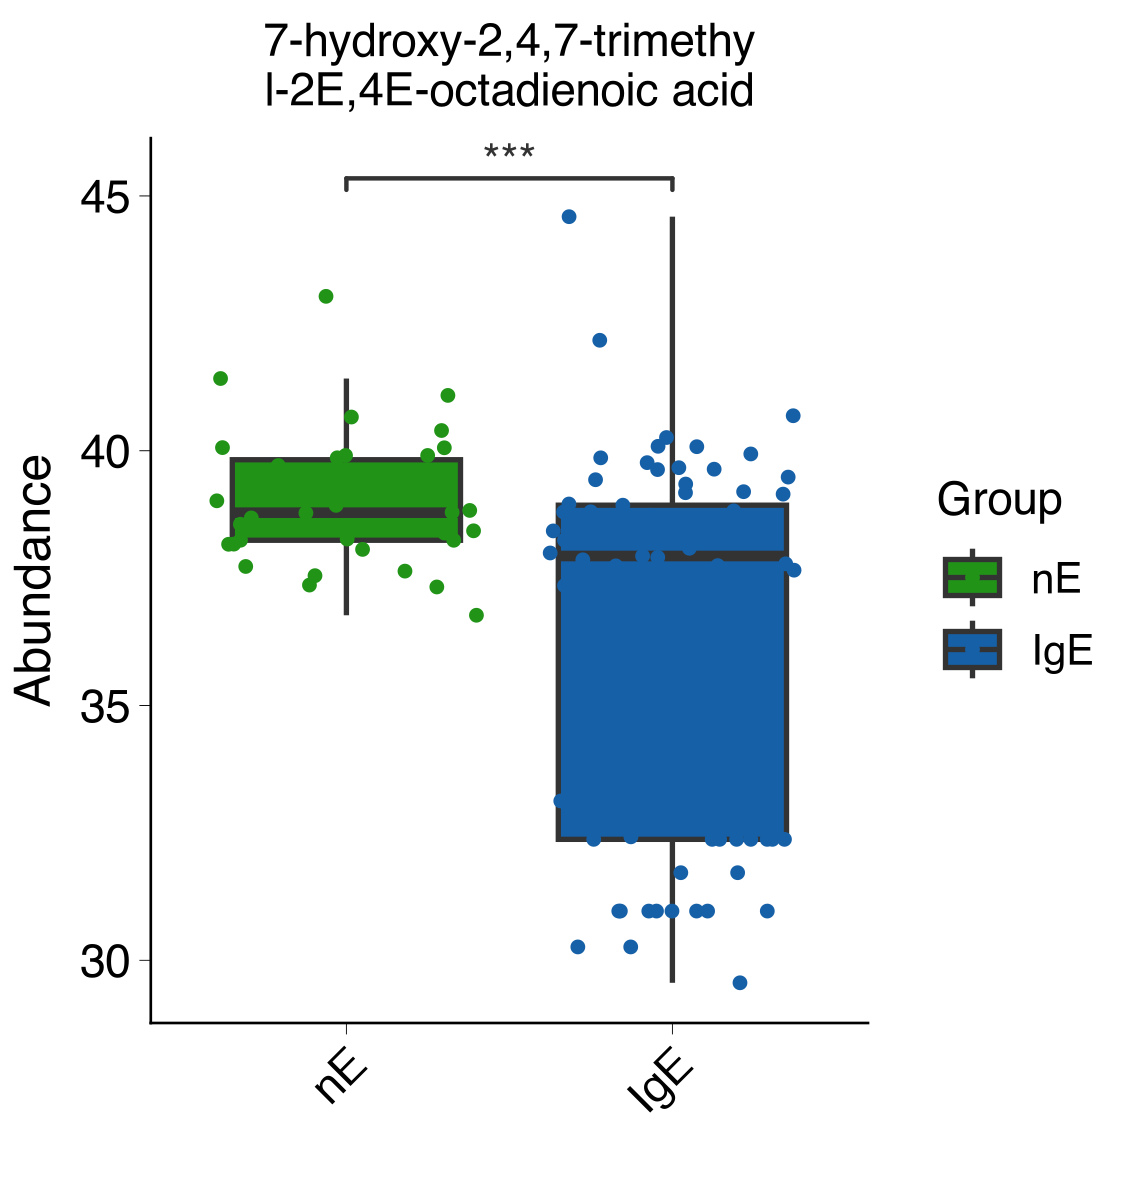 7-hydroxy-2,4,7-trimethy
l-2E,4E-octadienoic acid
***
45
40
35
30
Abundance
nE
IgE
Group
nE
IgE